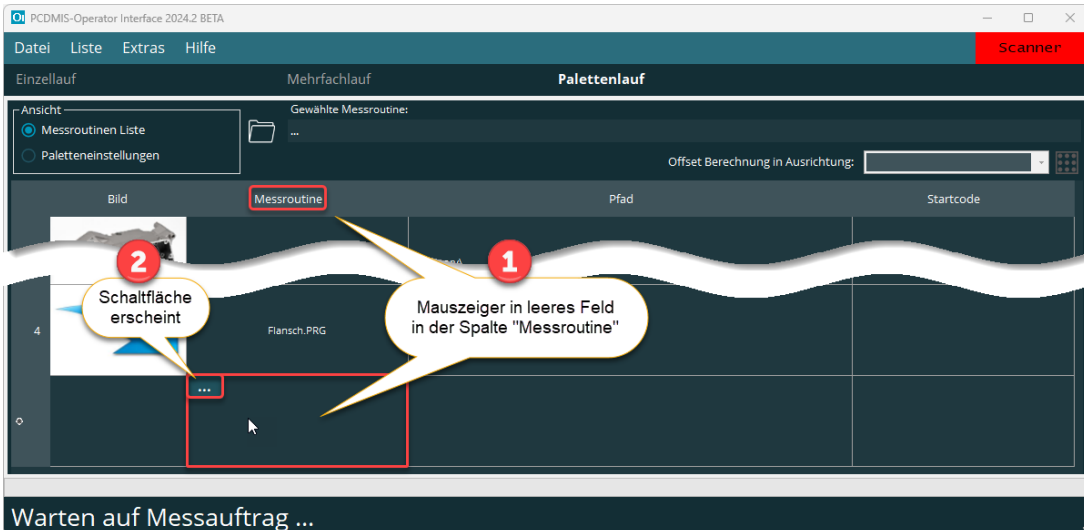 PCDMIS-Operator Interface 2024.2 BETA
Datei Liste Extras Hilfe Scanner
Einzellauf Mehrfachlauf Palettenlauf
Ansicht
Messroutinen Liste
Paletteneinstellungen
Gewählte Messroutine:
...
Offset Berechnung in Ausrichtung:
Bild Messroutine Pfad Startcode
2
Schaltfläche
erscheint
1
Mauszeiger in leeres Feld
in der Spalte "Messroutine"
4 Flansch.PRG
...
Warten auf Messauftrag ...